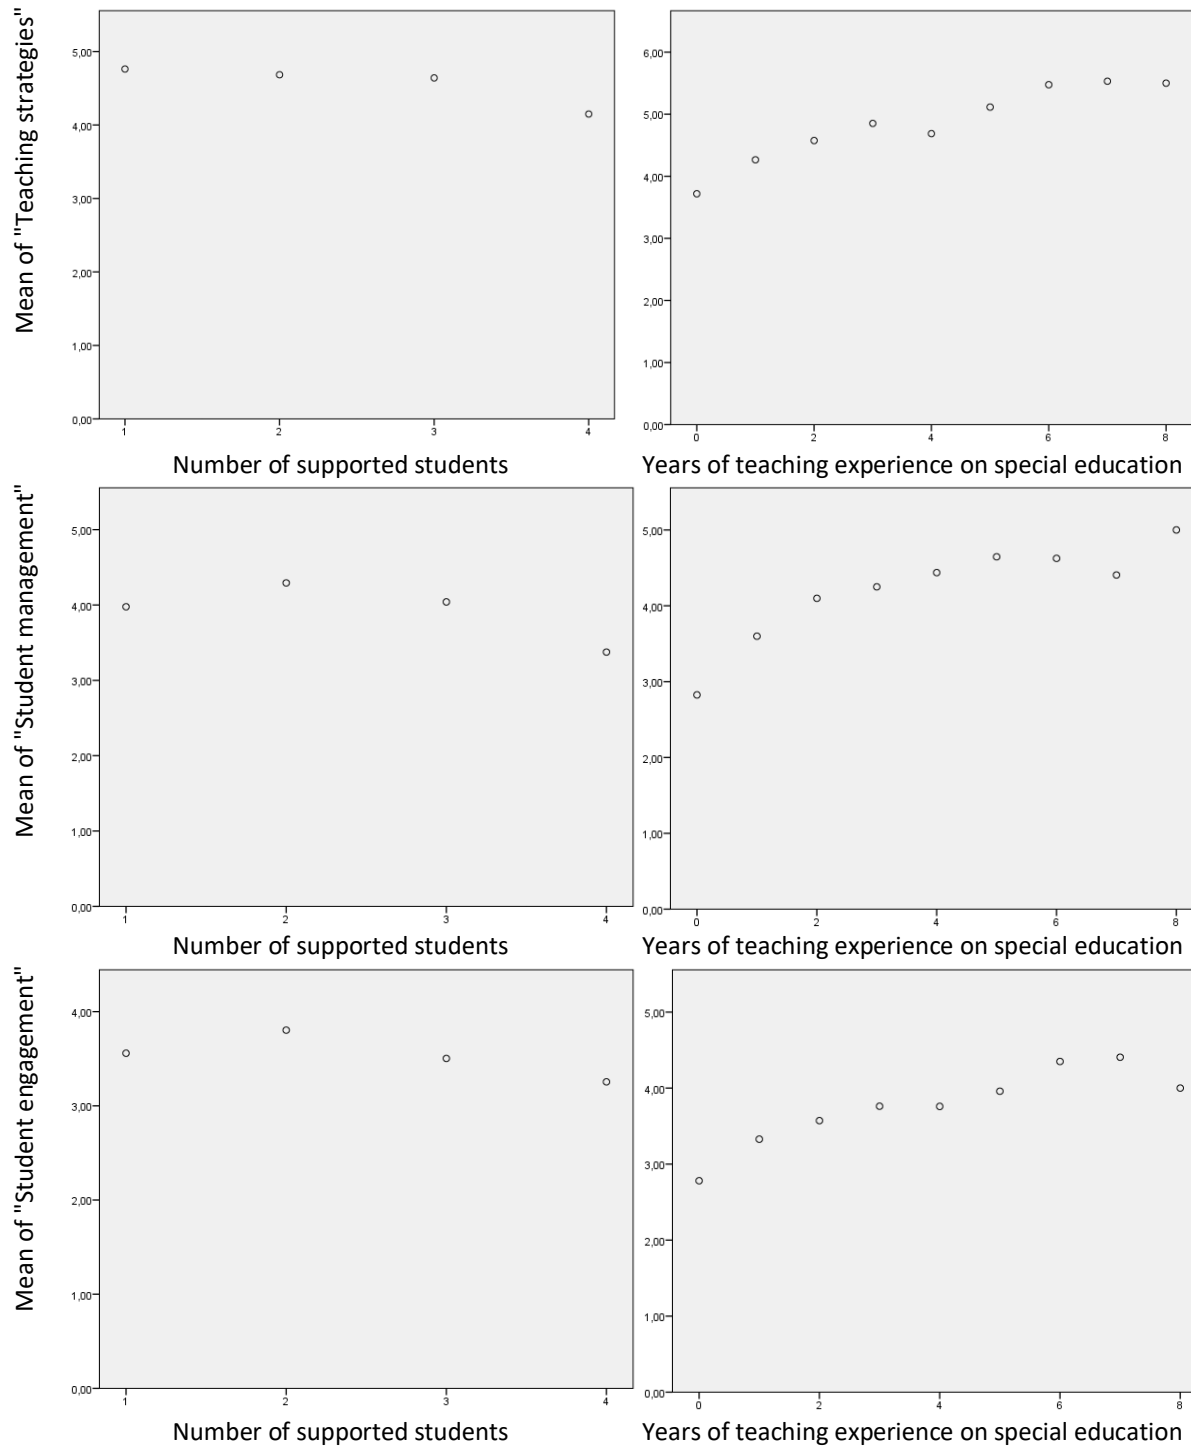 Mean of "Teaching strategies"
5,00
4,00
3,00
2,00
1,00
0,00
1 2 3 4
Number of supported students
6,00
5,00
4,00
3,00
2,00
1,00
0,00
0 2 4 6 8
Years of teaching experience on special education
Mean of "Student management"
5,00
4,00
3,00
2,00
1,00
0,00
1 2 3 4
Number of supported students
5,00
4,00
3,00
2,00
1,00
0,00
0 2 4 6 8
Years of teaching experience on special education
Mean of "Student engagement"
4,00
3,00
2,00
1,00
0,00
1 2 3 4
Number of supported students
5,00
4,00
3,00
2,00
1,00
0,00
0 2 4 6 8
Years of teaching experience on special education